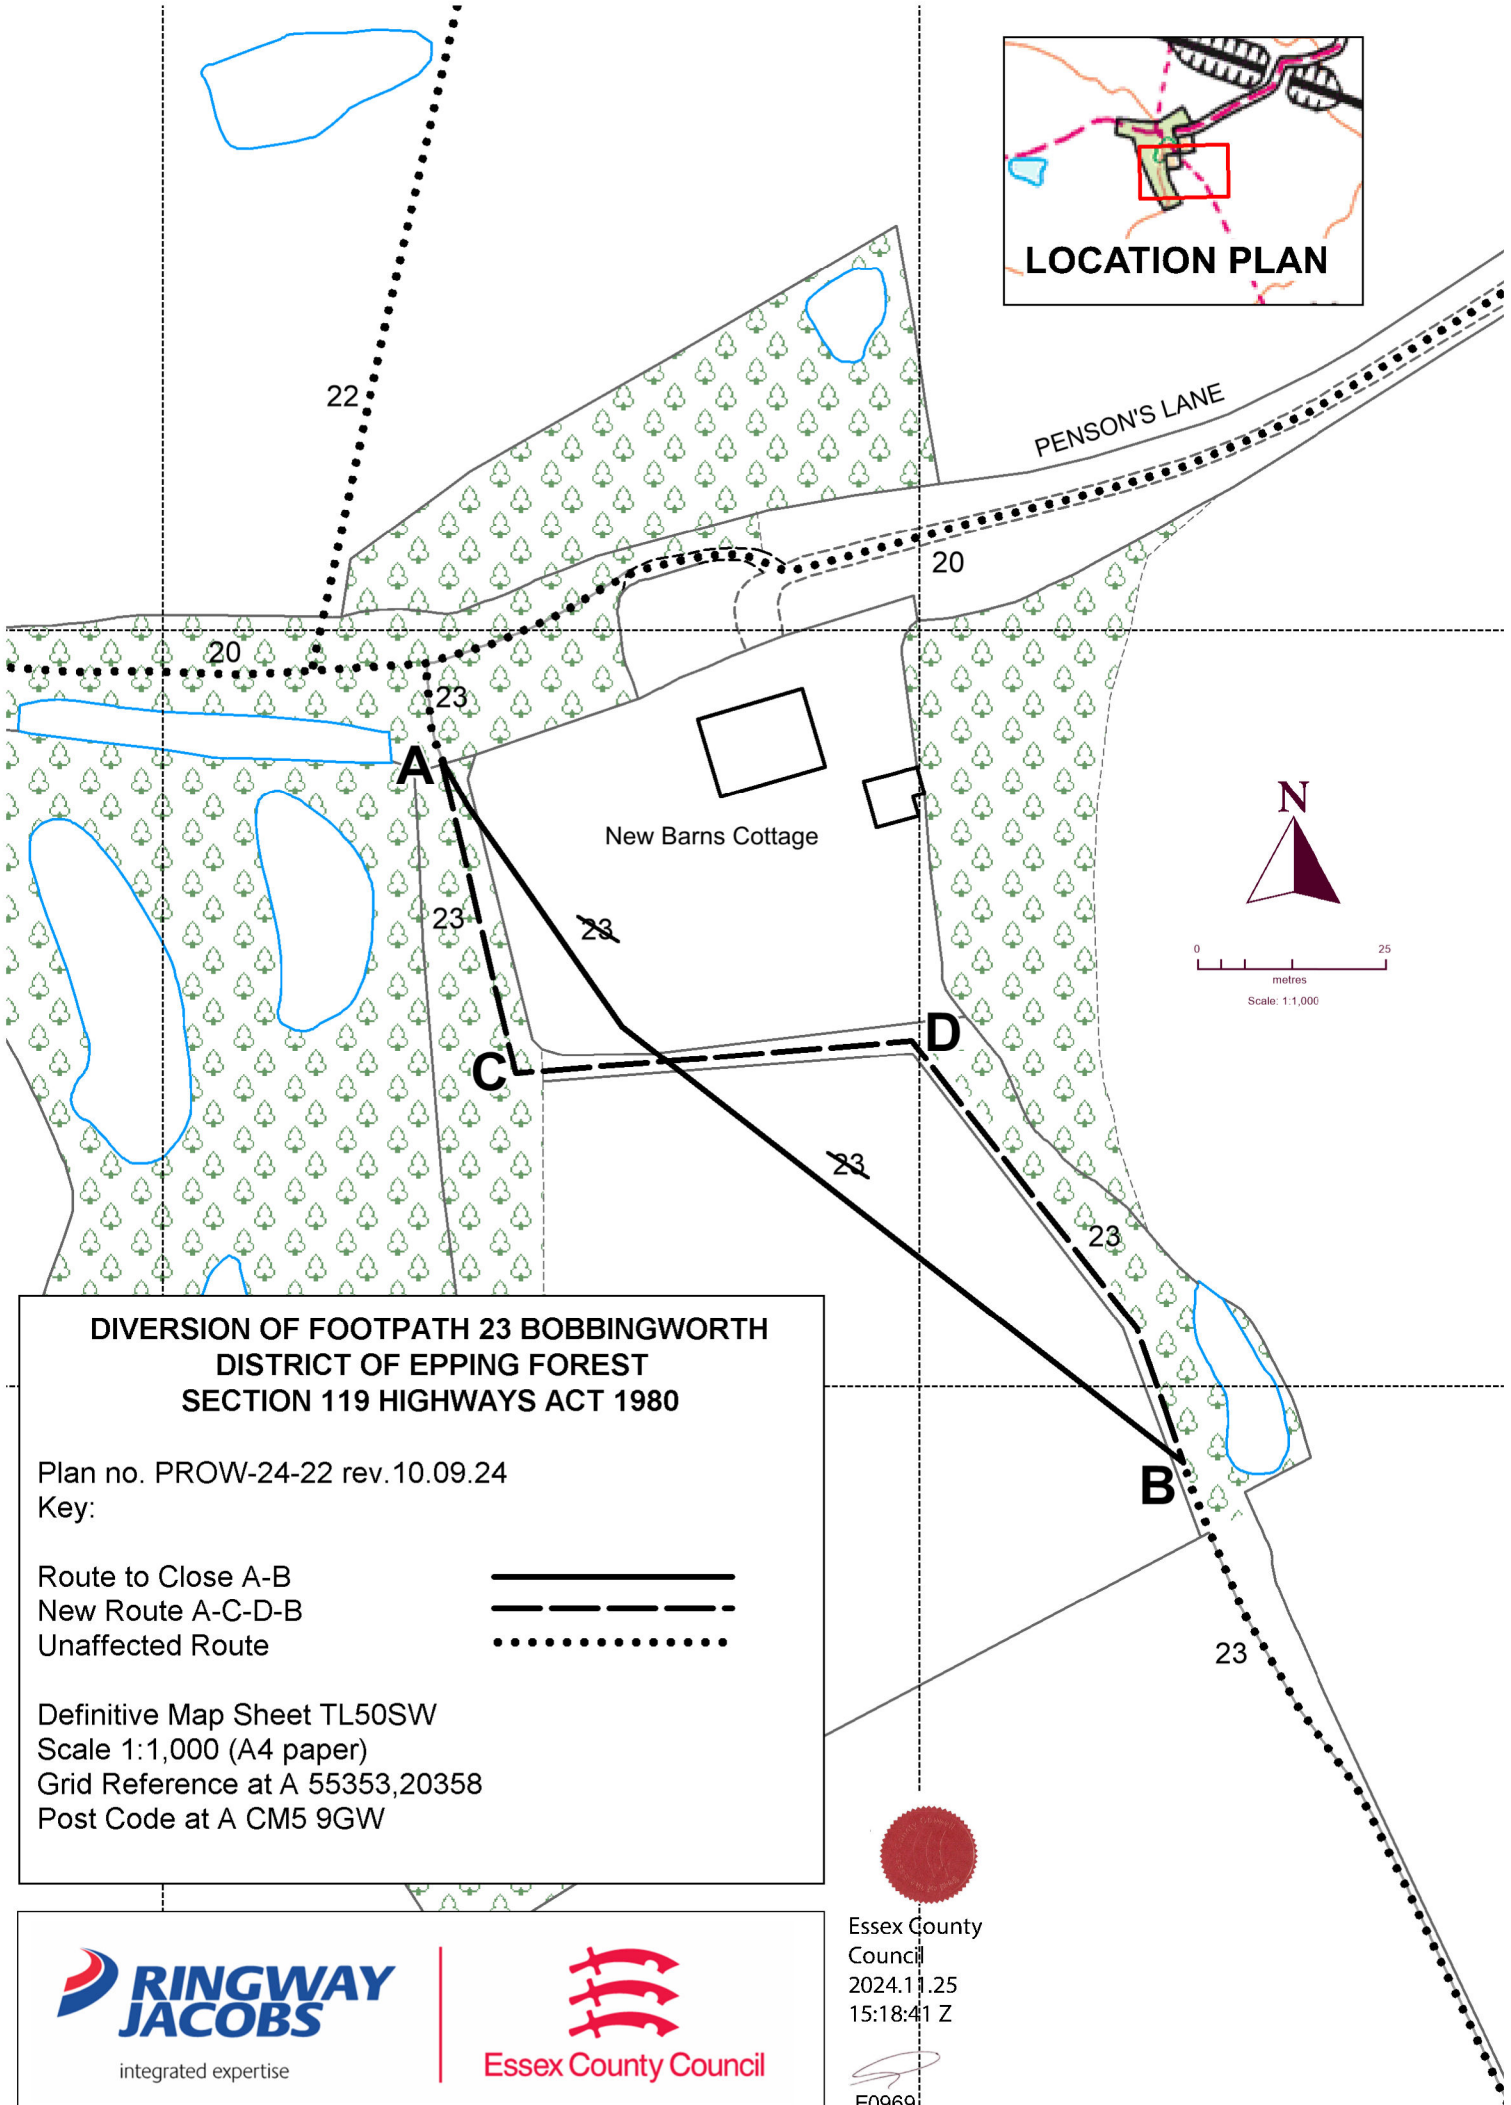 LOCATION PLAN
22
PENSON'S LANE
20
20
23
A
New Barns Cottage
N
23
23
0 25
metres
Scale: 1:1,000
D
C
23
23
B
DIVERSION OF FOOTPATH 23 BOBBINGWORTH
DISTRICT OF EPPING FOREST
SECTION 119 HIGHWAYS ACT 1980
Plan no. PROW-24-22 rev.10.09.24
Key:
Route to Close A-B
New Route A-C-D-B
Unaffected Route
23
Definitive Map Sheet TL50SW
Scale 1:1,000 (A4 paper)
Grid Reference at A 55353,20358
Post Code at A CM5 9GW
RINGWAY
JACOBS
integrated expertise
Essex County Council
Essex County
Council
2024.11.25
15:18:41 Z
E0969